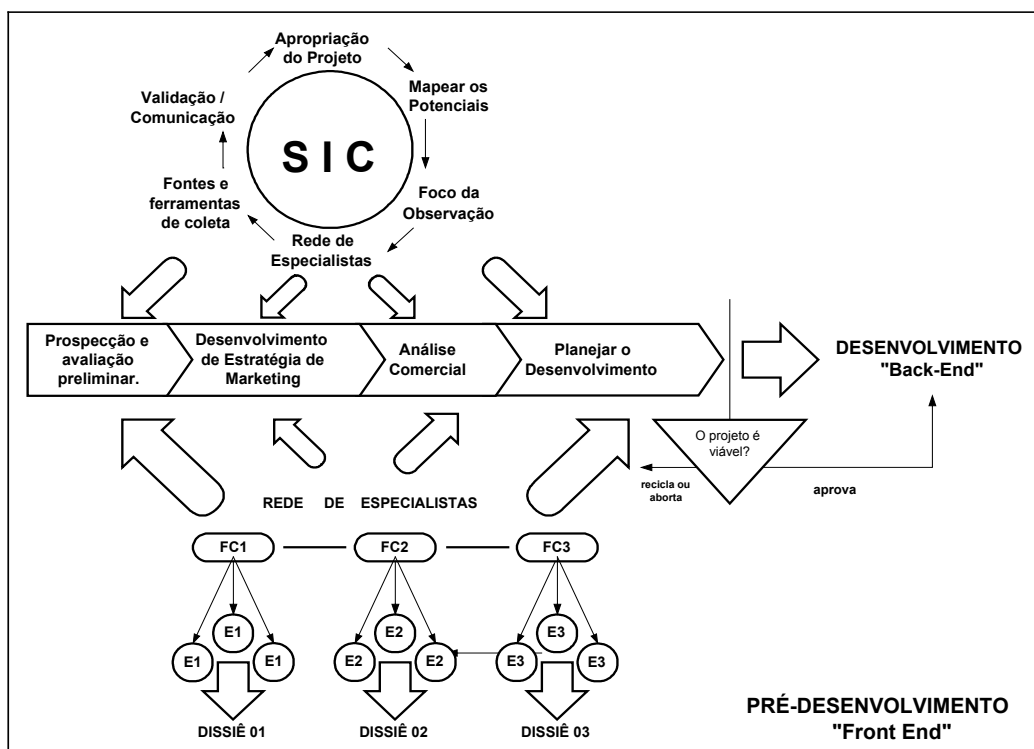 Apropriação
do Projeto
Mapear os
Potenciais
Validação /
Comunicação
S I C
Fontes e
ferramentas
de coleta
Foco da
Observação
Rede de
Especialistas
Prospecção e
avaliação
preliminar.
Desenvolvimento
de Estratégia de
Marketing
Análise
Comercial
Planejar o
Desenvolvimento
DESENVOLVIMENTO
"Back-End"
O projeto é
viável?
recicla ou
aborta
aprova
REDE DE ESPECIALISTAS
FC1
FC2
FC3
E1
E1
E1
E2
E2
E2
E3
E3
E3
DISSIÊ 01
DISSIÊ 02
DISSIÊ 03
PRÉ-DESENVOLVIMENTO
"Front End"